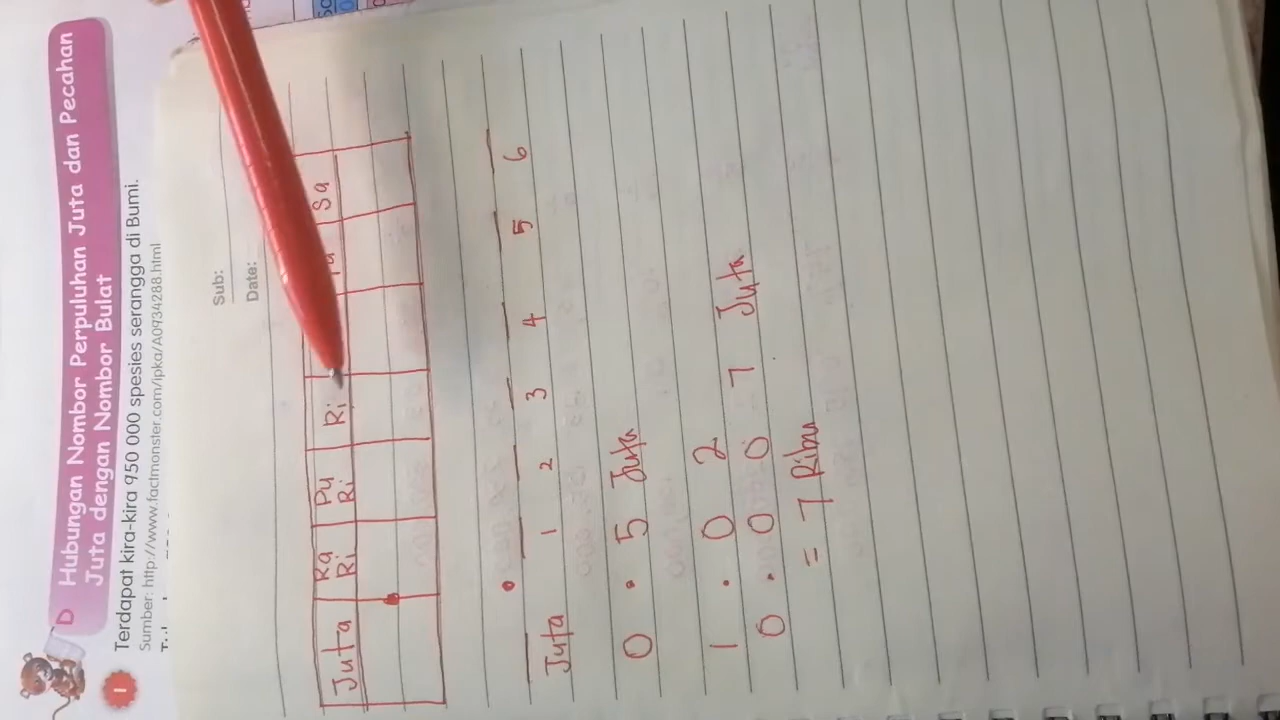 D Hubungan Nombor Perpuluhan Juta dan Pecahan
Juta dengan Nombor Bulat
1 Terdapat kira-kira 950 000 spesies serangga di Bumi.
Sumber: http://www.factmonster.com/ipka/A0934288.html
Sub:
Date:
Juta Ra Ri Pu Ri Ri Sa
Juta . 1 2 3 4 5 6
0 . 5 Juta
1 . 0 2
0 . 0 0 7 Juta
= 7 Ribu